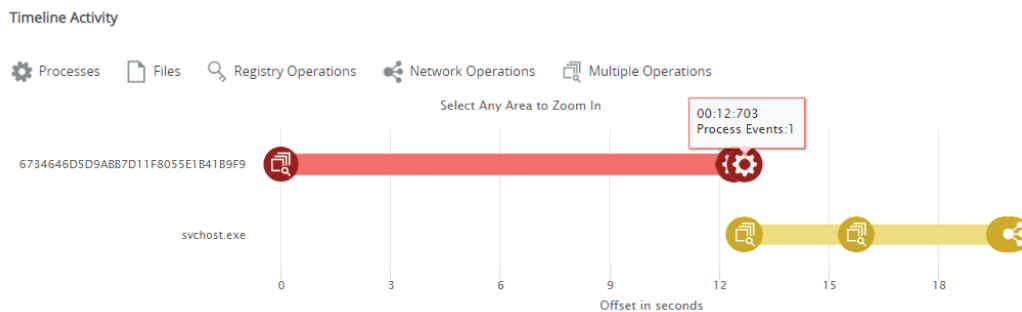 Timeline Activity
Processes Files Registry Operations Network Operations Multiple Operations
Select Any Area to Zoom In
00:12:703
Process Events:1
6734646D5D9ABB7D11F8055E1B41B9F9
svchost.exe
0 3 6 9 12 15 18
Offset in seconds